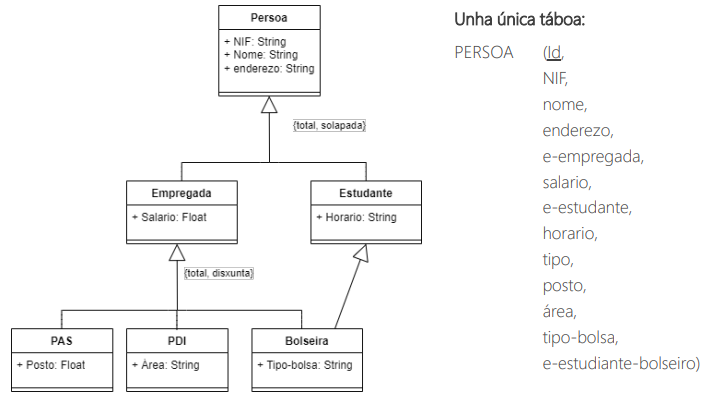 Persoa
+ NIF: String
+ Nome: String
+ enderezo: String
{total, solapada}
Empregada
+ Salario: Float
Estudante
+ Horario: String
{total, disxunta}
PAS
+ Posto: Float
PDI
+ Área: String
Bolseira
+ Tipo-bolsa: String
Unha única táboa:
PERSOA (Id,
NIF,
nome,
enderezo,
e-empregada,
salario,
e-estudante,
horario,
tipo,
posto,
área,
tipo-bolsa,
e-estudiante-bolseiro)